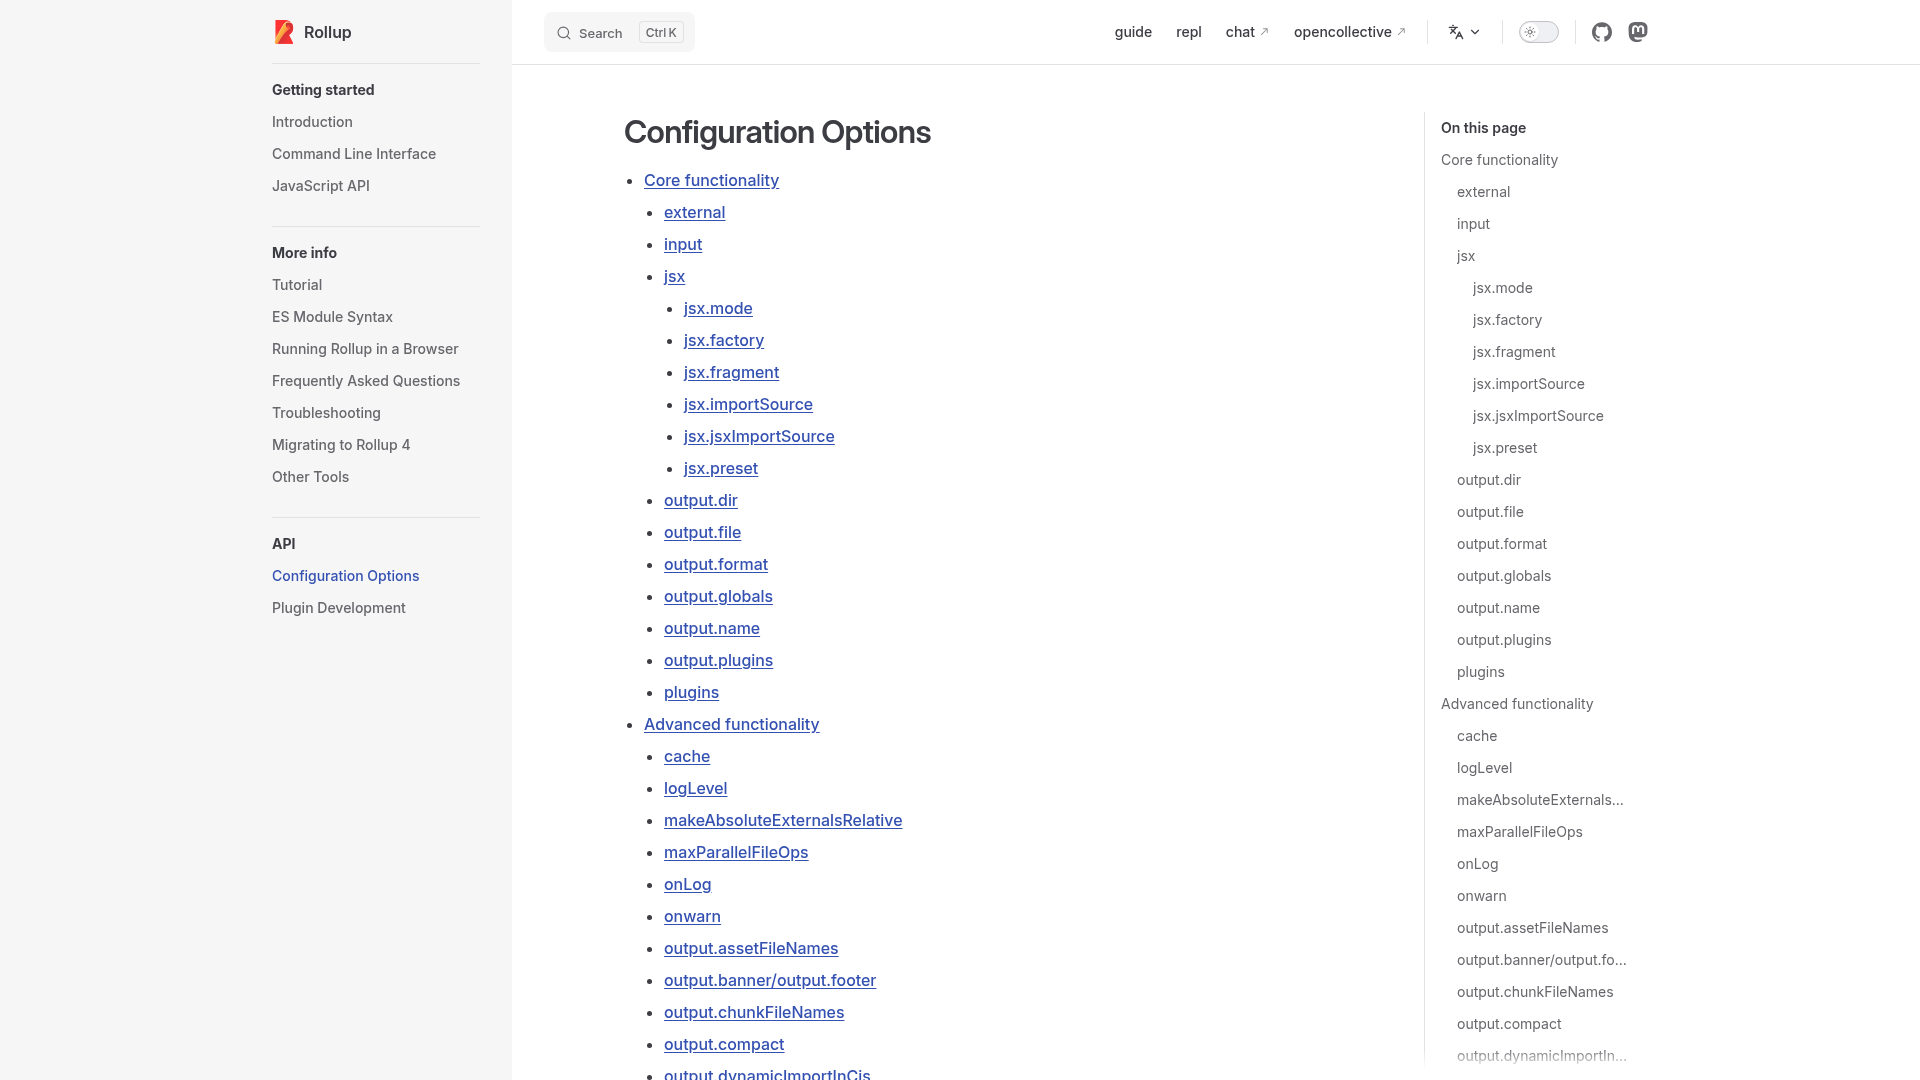 Rollup
Getting started
Introduction
Command Line Interface
JavaScript API
More info
Tutorial
ES Module Syntax
Running Rollup in a Browser
Frequently Asked Questions
Troubleshooting
Migrating to Rollup 4
Other Tools
API
Configuration Options
Plugin Development
Search Ctrl K
guide repl chat opencollective
Configuration Options
Core functionality
external
input
jsx
jsx.mode
jsx.factory
jsx.fragment
jsx.importSource
jsx.jsxImportSource
jsx.preset
output.dir
output.file
output.format
output.globals
output.name
output.plugins
plugins
Advanced functionality
cache
logLevel
makeAbsoluteExternalsRelative
maxParallelFileOps
onLog
onwarn
output.assetFileNames
output.banner/output.footer
output.chunkFileNames
output.compact
output.dynamicImportInCjs
On this page
Core functionality
external
input
jsx
jsx.mode
jsx.factory
jsx.fragment
jsx.importSource
jsx.jsxImportSource
jsx.preset
output.dir
output.file
output.format
output.globals
output.name
output.plugins
plugins
Advanced functionality
cache
logLevel
makeAbsoluteExternals...
maxParallelFileOps
onLog
onwarn
output.assetFileNames
output.banner/output.fo...
output.chunkFileNames
output.compact
output.dynamicImportIn...